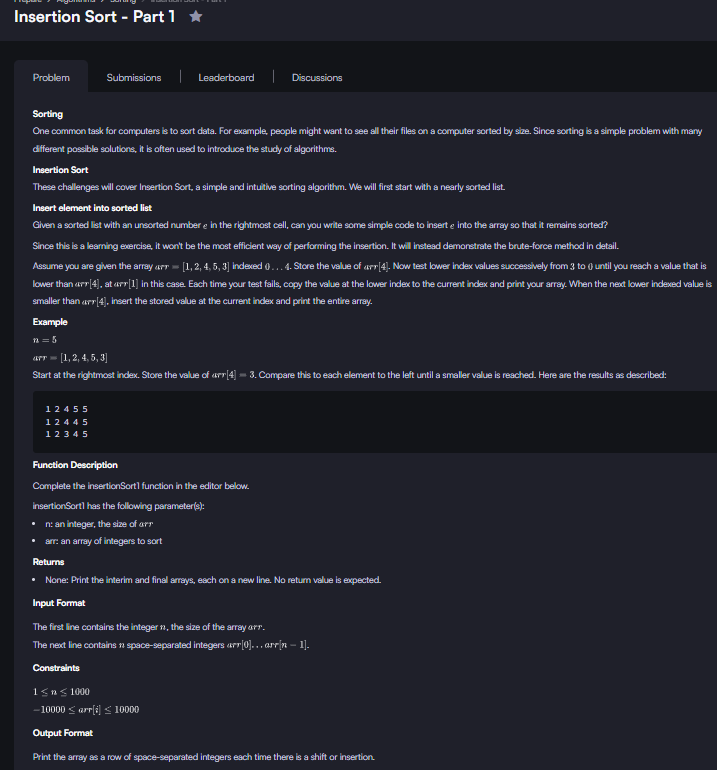 Insertion Sort - Part 1
Problem
Submissions
Leaderboard
Discussions
Sorting
One common task for computers is to sort data. For example, people might want to see all their files on a computer sorted by size. Since sorting is a simple problem with many
different possible solutions, it is often used to introduce the study of algorithms.
Insertion Sort
These challenges will cover Insertion Sort, a simple and intuitive sorting algorithm. We will first start with a nearly sorted list.
Insert element into sorted list
Given a sorted list with an unsorted number e in the rightmost cell, can you write some simple code to insert e into the array so that it remains sorted?
Since this is a learning exercise, it won't be the most efficient way of performing the insertion. It will instead demonstrate the brute-force method in detail.
Assume you are given the array arr = [1, 2, 4, 5, 3] indexed 0 . . . 4. Store the value of arr[4]. Now test lower index values successively from 3 to 0 until you reach a value that is
lower than arr[4], at arr[1] in this case. Each time your test fails, copy the value at the lower index to the current index and print your array. When the next lower indexed value is
smaller than arr[4], insert the stored value at the current index and print the entire array.
Example
n = 5
arr = [1, 2, 4, 5, 3]
Start at the rightmost index. Store the value of arr[4] = 3. Compare this to each element to the left until a smaller value is reached. Here are the results as described:
1 2 4 5 5
1 2 4 4 5
1 2 3 4 5
Function Description
Complete the insertionSort1 function in the editor below.
insertionSort1 has the following parameter(s):
• n: an integer, the size of arr
• arr: an array of integers to sort
Returns
• None: Print the interim and final arrays, each on a new line. No return value is expected.
Input Format
The first line contains the integer n, the size of the array arr.
The next line contains n space-separated integers arr[0]. . . arr[n − 1].
Constraints
1 ≤ n ≤ 1000
−10000 ≤ arr[i] ≤ 10000
Output Format
Print the array as a row of space-separated integers each time there is a shift or insertion.